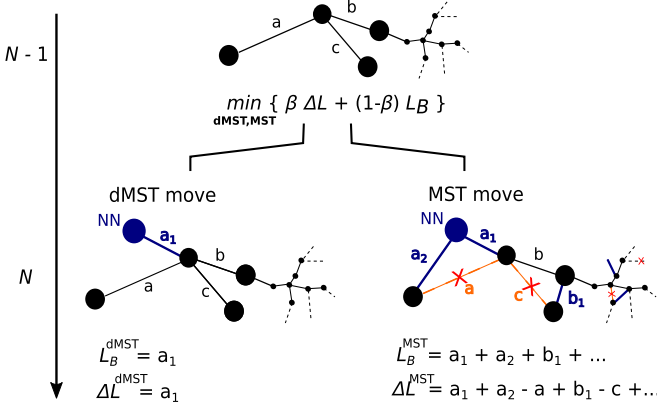 a b
c
N - 1
min { β ΔL + (1-β) L_B }
dMST,MST
dMST move MST move
NN a₁ b a c
NN a₁ a₂ b a c b₁
N
L_B^dMST = a₁
ΔL^dMST = a₁
L_B^MST = a₁ + a₂ + b₁ + ...
ΔL^MST = a₁ + a₂ - a + b₁ - c +...